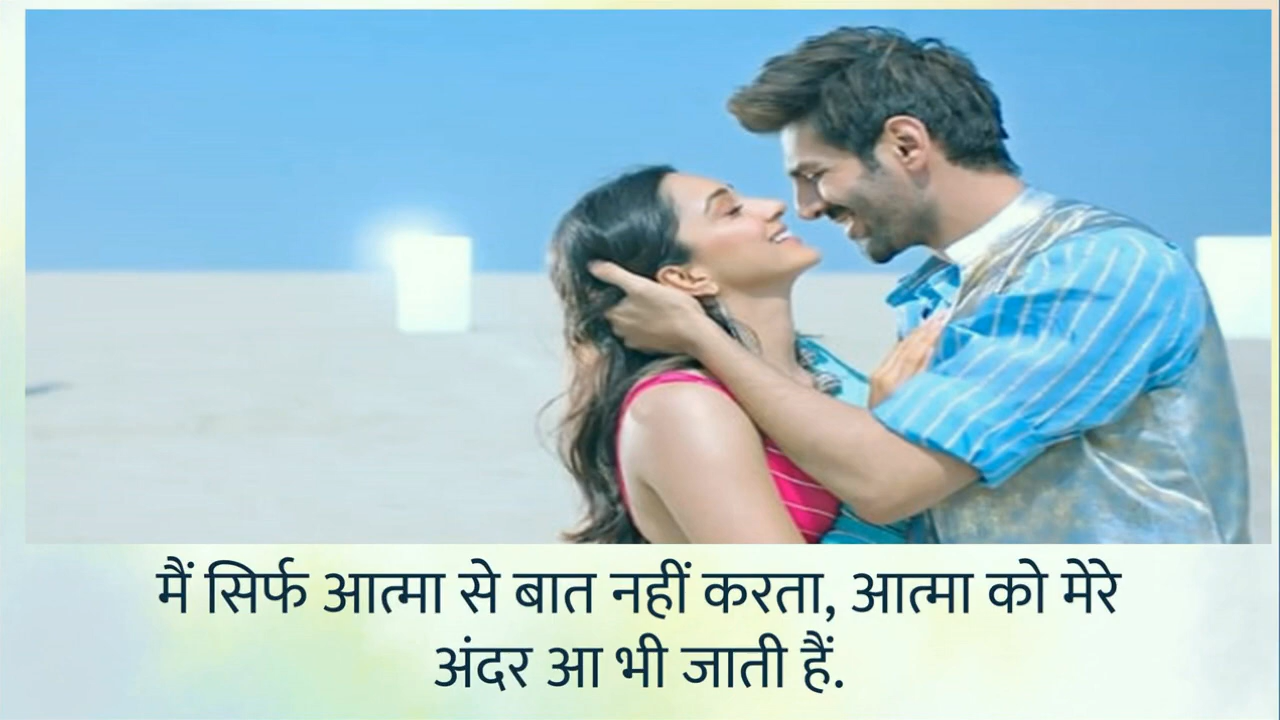 मैं सिर्फ आत्मा से बात नहीं करता, आत्मा को मेरे
अंदर आ भी जाती हैं.